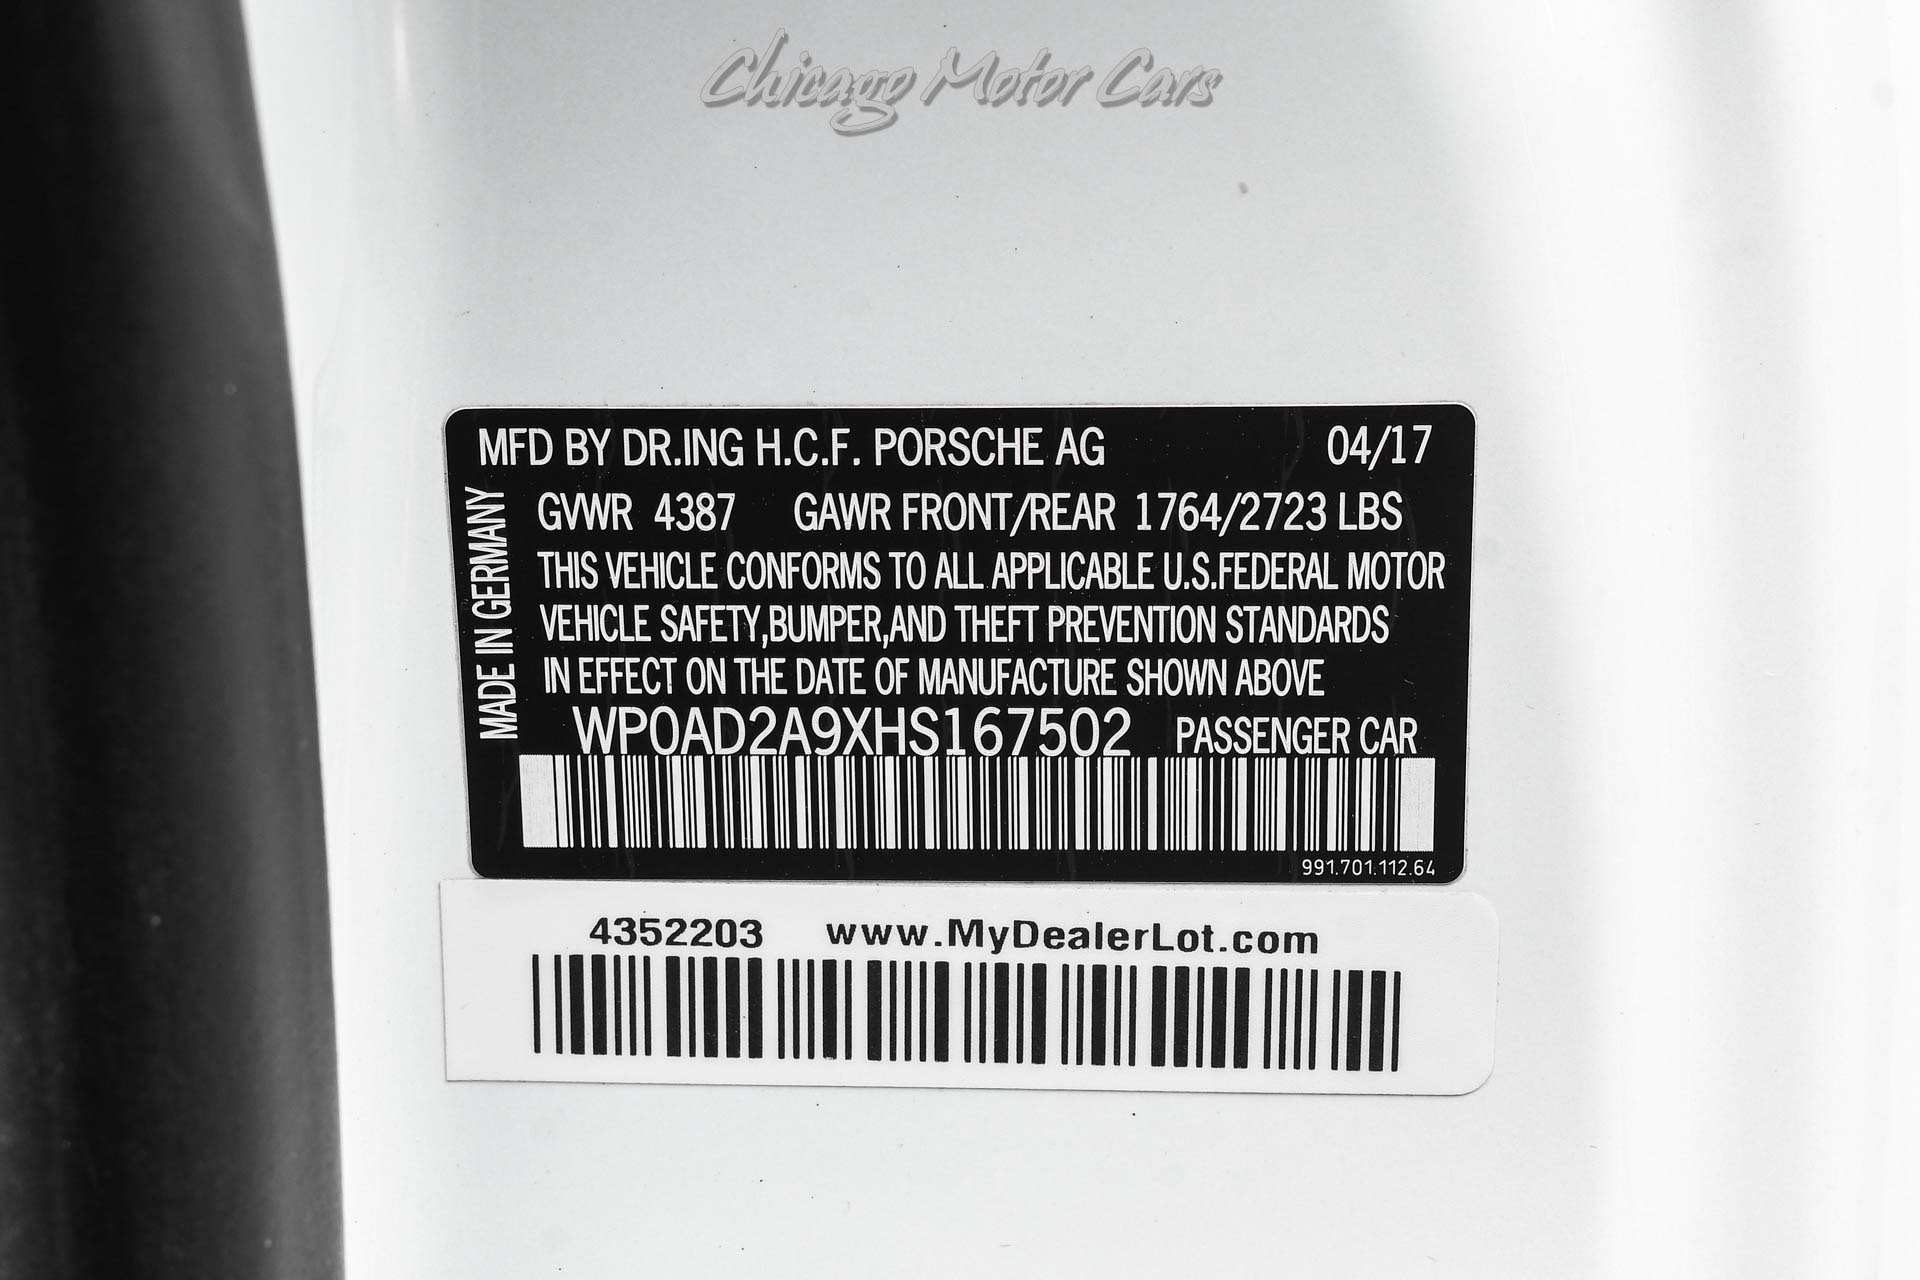 Chicago Motor Cars
MFD BY DR.ING H.C.F. PORSCHE AG 04/17
GVWR 4387 GAWR FRONT/REAR 1764/2723 LBS
THIS VEHICLE CONFORMS TO ALL APPLICABLE U.S.FEDERAL MOTOR
VEHICLE SAFETY,BUMPER,AND THEFT PREVENTION STANDARDS
IN EFFECT ON THE DATE OF MANUFACTURE SHOWN ABOVE
MADE IN GERMANY
WP0AD2A9XHS167502 PASSENGER CAR
991.701.112.64
4352203 www.MyDealerLot.com